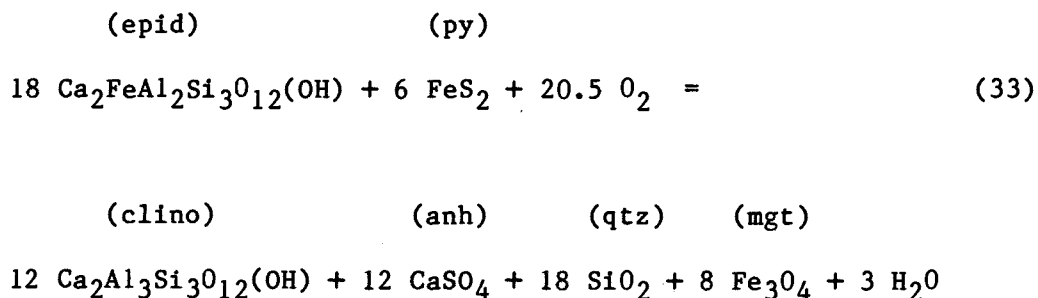 (epid) (py)
18 Ca₂FeAl₂Si₃O₁₂(OH) + 6 FeS₂ + 20.5 O₂ = (33)
(clino) (anh) (qtz) (mgt)
12 Ca₂Al₃Si₃O₁₂(OH) + 12 CaSO₄ + 18 SiO₂ + 8 Fe₃O₄ + 3 H₂O